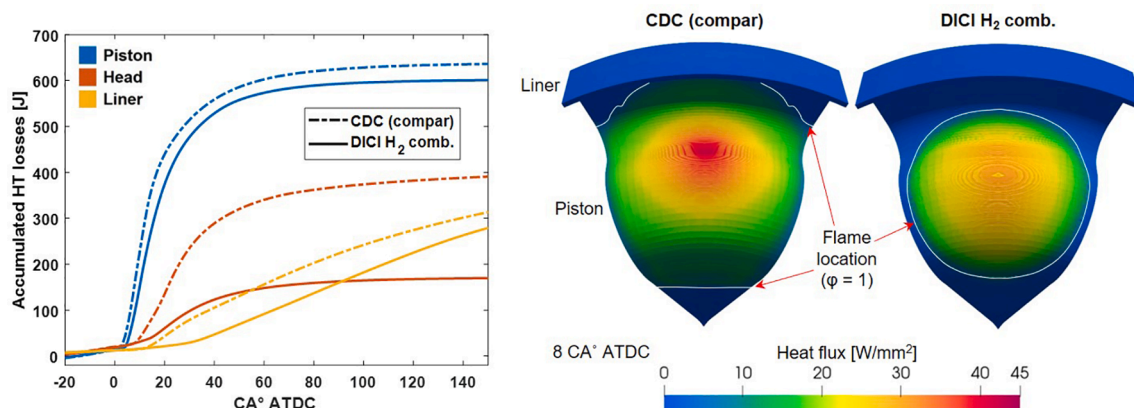 Accumulated HT losses [J]
700
600
500
400
300
200
100
0
-20 0 20 40 60 80 100 120 140
CA° ATDC
Piston
Head
Liner
CDC (compar)
DICI H₂ comb.
CDC (compar) DICI H₂ comb.
Liner
Piston
Flame
location
(φ = 1)
8 CA° ATDC Heat flux [W/mm²]
0 10 20 30 40 45